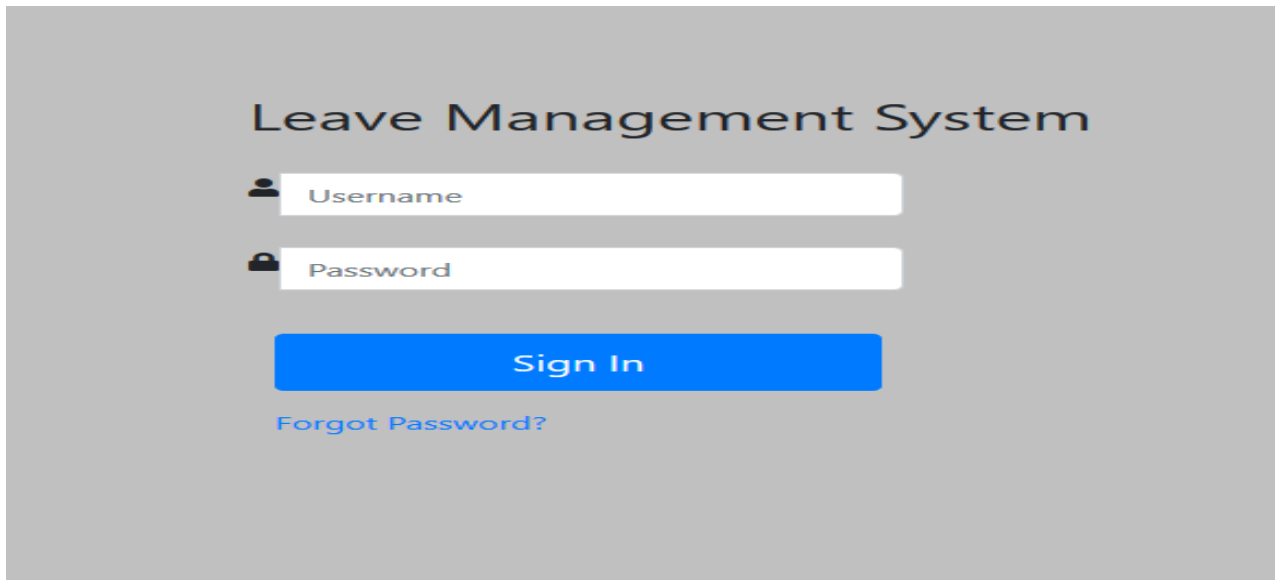 Leave Management System
Username
Password
Sign In
Forgot Password?